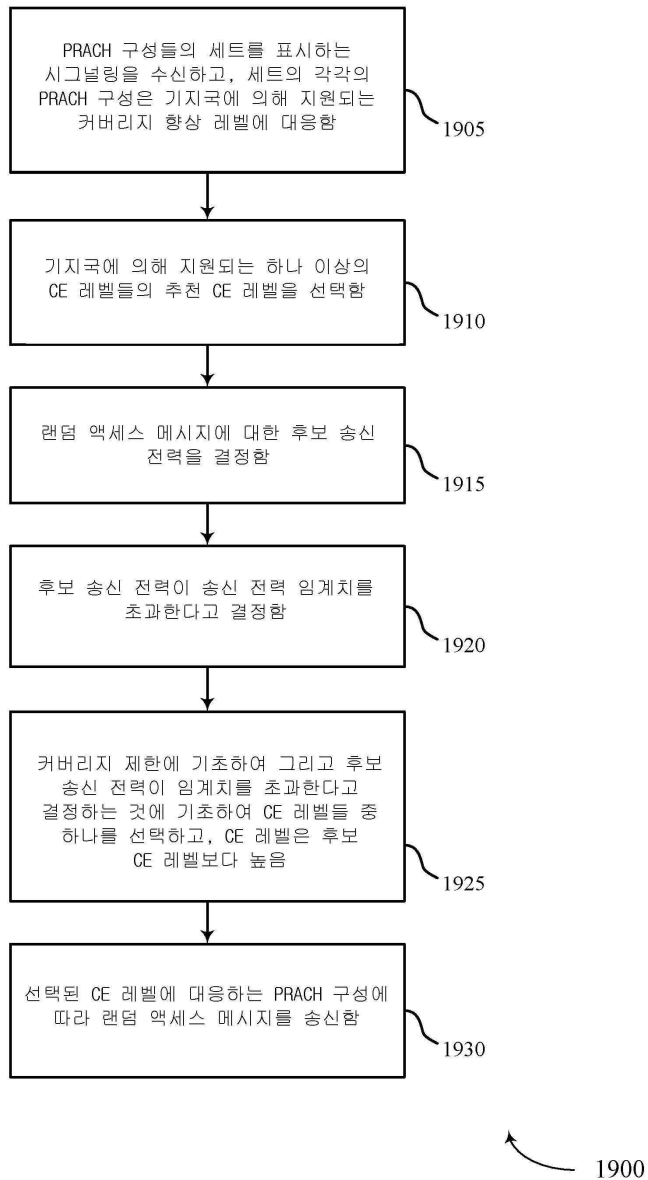 PRACH 구성들의 세트를 표시하는
시그널링을 수신하고, 세트의 각각의
PRACH 구성은 기지국에 의해 지원되는
커버리지 향상 레벨에 대응함
1905
기지국에 의해 지원되는 하나 이상의
CE 레벨들의 추천 CE 레벨을 선택함
1910
랜덤 액세스 메시지에 대한 후보 송신
전력을 결정함
1915
후보 송신 전력이 송신 전력 임계치를
초과한다고 결정함
1920
커버리지 제한에 기초하여 그리고 후보
송신 전력이 임계치를 초과한다고
결정하는 것에 기초하여 CE 레벨들 중
하나를 선택하고, CE 레벨은 후보
CE 레벨보다 높음
1925
선택된 CE 레벨에 대응하는 PRACH 구성에
따라 랜덤 액세스 메시지를 송신함
1930
1900